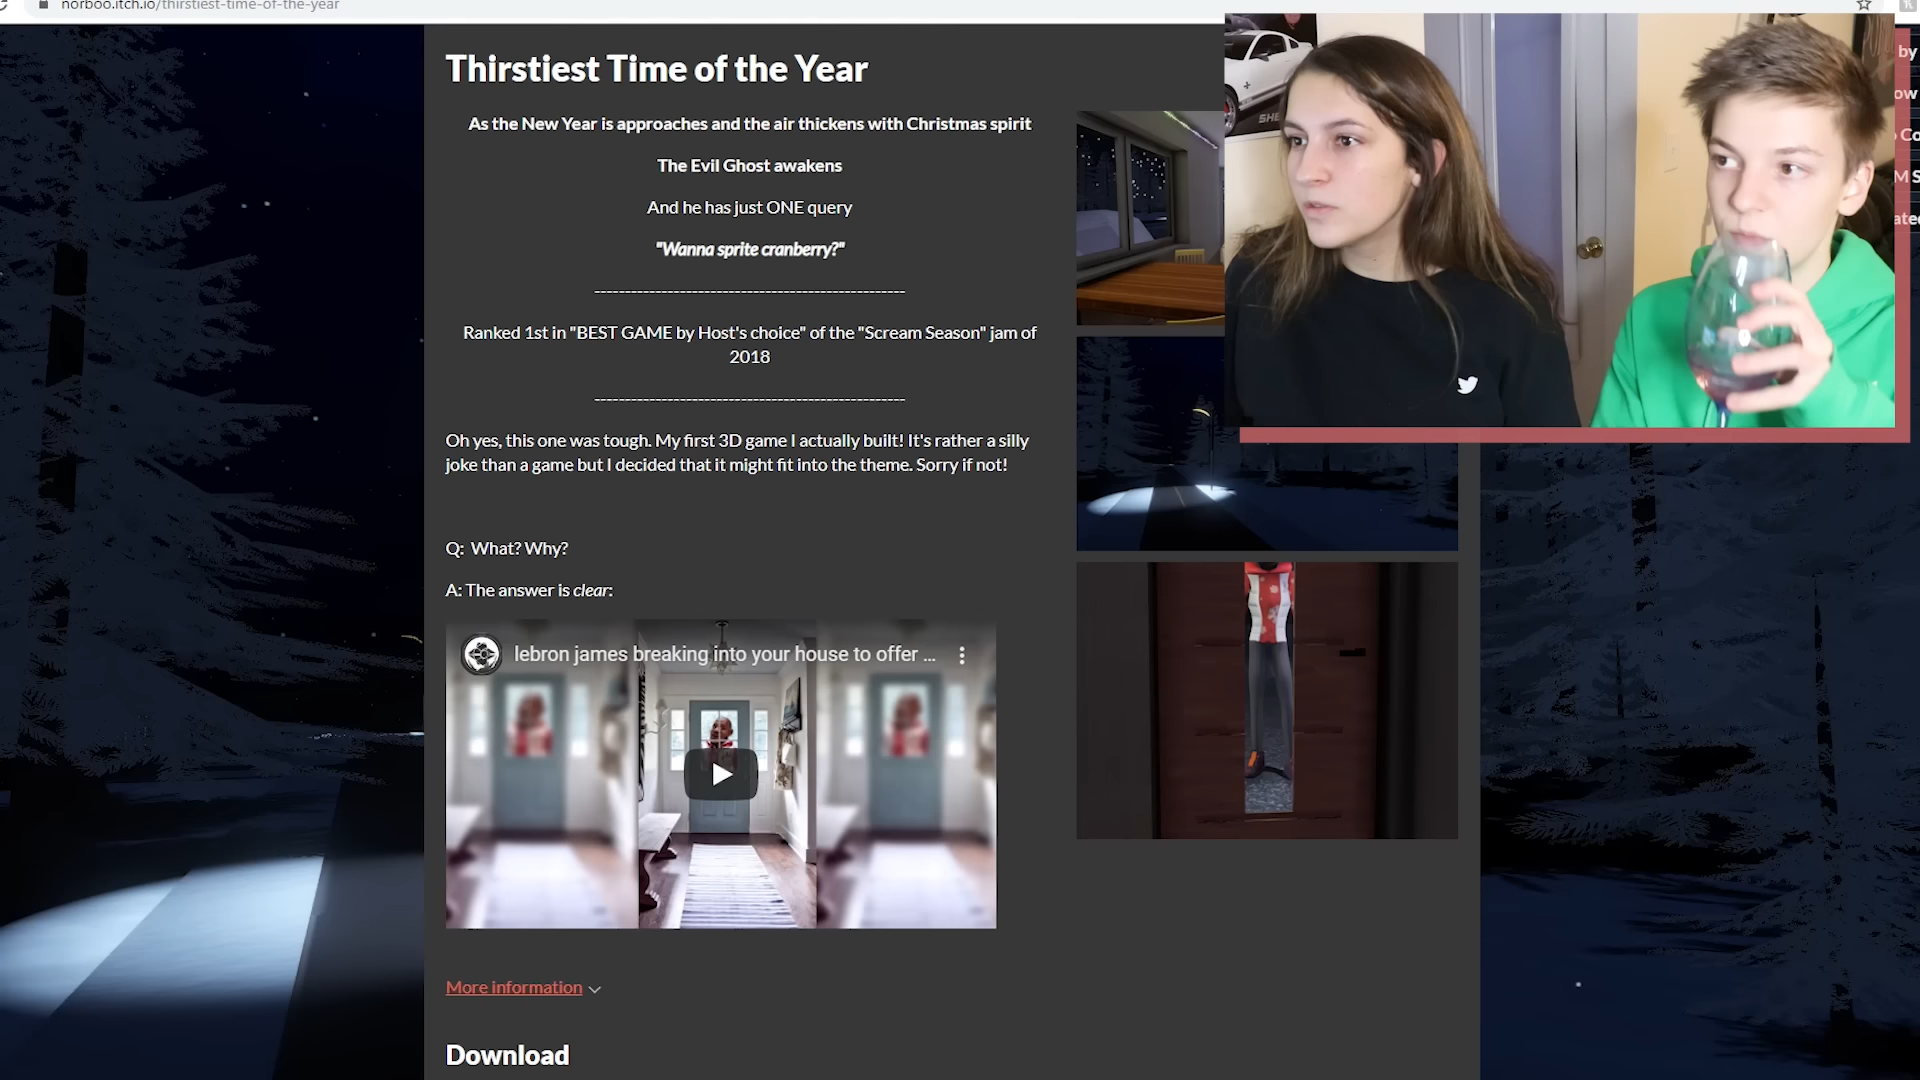 norboo.itch.io/thirstiest-time-of-the-year
Thirstiest Time of the Year
As the New Year is approaches and the air thickens with Christmas spirit
The Evil Ghost awakens
And he has just ONE query
"Wanna sprite cranberry?"
---------------------------------------------------
Ranked 1st in "BEST GAME by Host's choice" of the "Scream Season" jam of
2018
---------------------------------------------------
Oh yes, this one was tough. My first 3D game I actually built! It's rather a silly
joke than a game but I decided that it might fit into the theme. Sorry if not!
Q: What? Why?
A: The answer is clear:
lebron james breaking into your house to offer ...
More information
Download
SHE
by
ow
Co
M S
ated